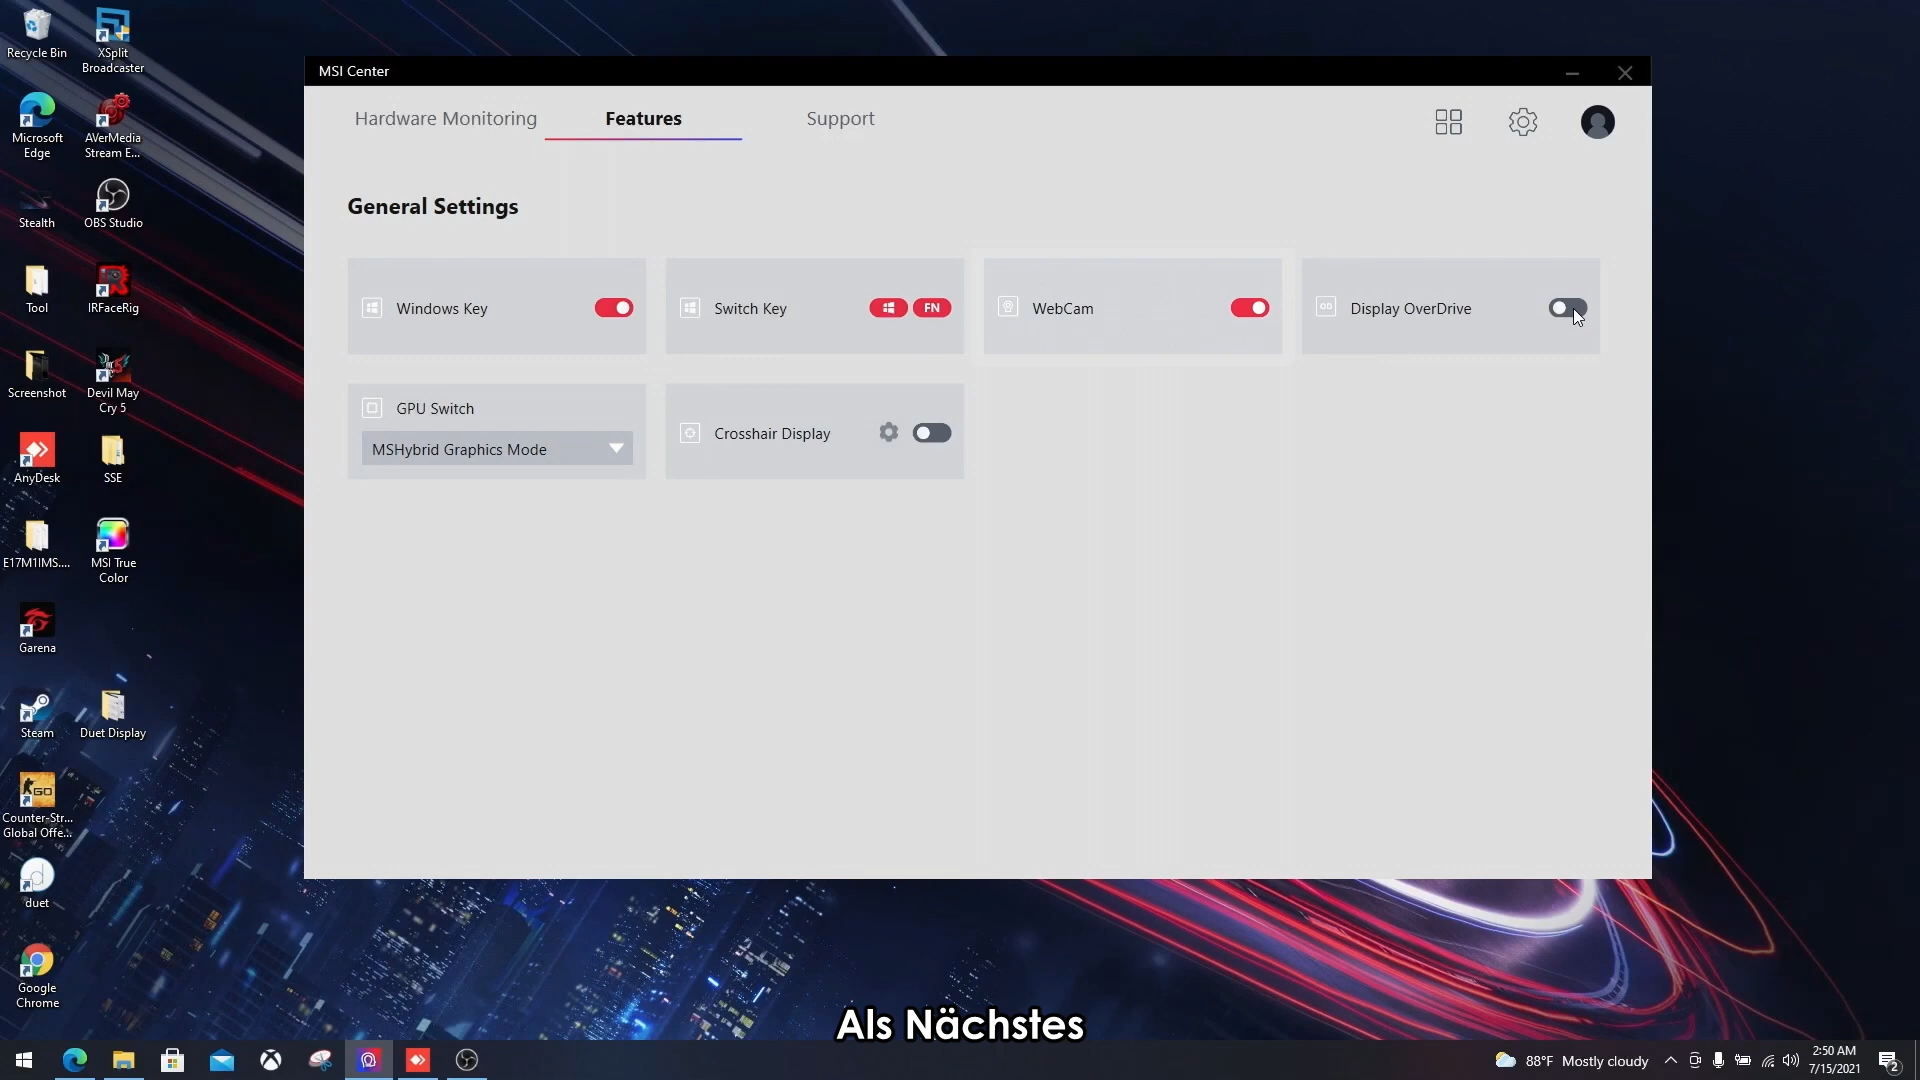 Recycle Bin
XSplit
Broadcaster
Microsoft
Edge
AVerMedia
Stream E...
Stealth
OBS Studio
Tool
IRFaceRig
Screenshot
Devil May
Cry 5
AnyDesk
SSE
E17M1IMS....
MSI True
Color
Garena
Steam
Duet Display
GO
Counter-Str...
Global Offe...
duet
Google
Chrome
MSI Center
Hardware Monitoring
Features
Support
General Settings
Windows Key
Switch Key
FN
WebCam
Display OverDrive
GPU Switch
MSHybrid Graphics Mode
Crosshair Display
Als Nächstes
88°F Mostly cloudy
2:50 AM
7/15/2021
2